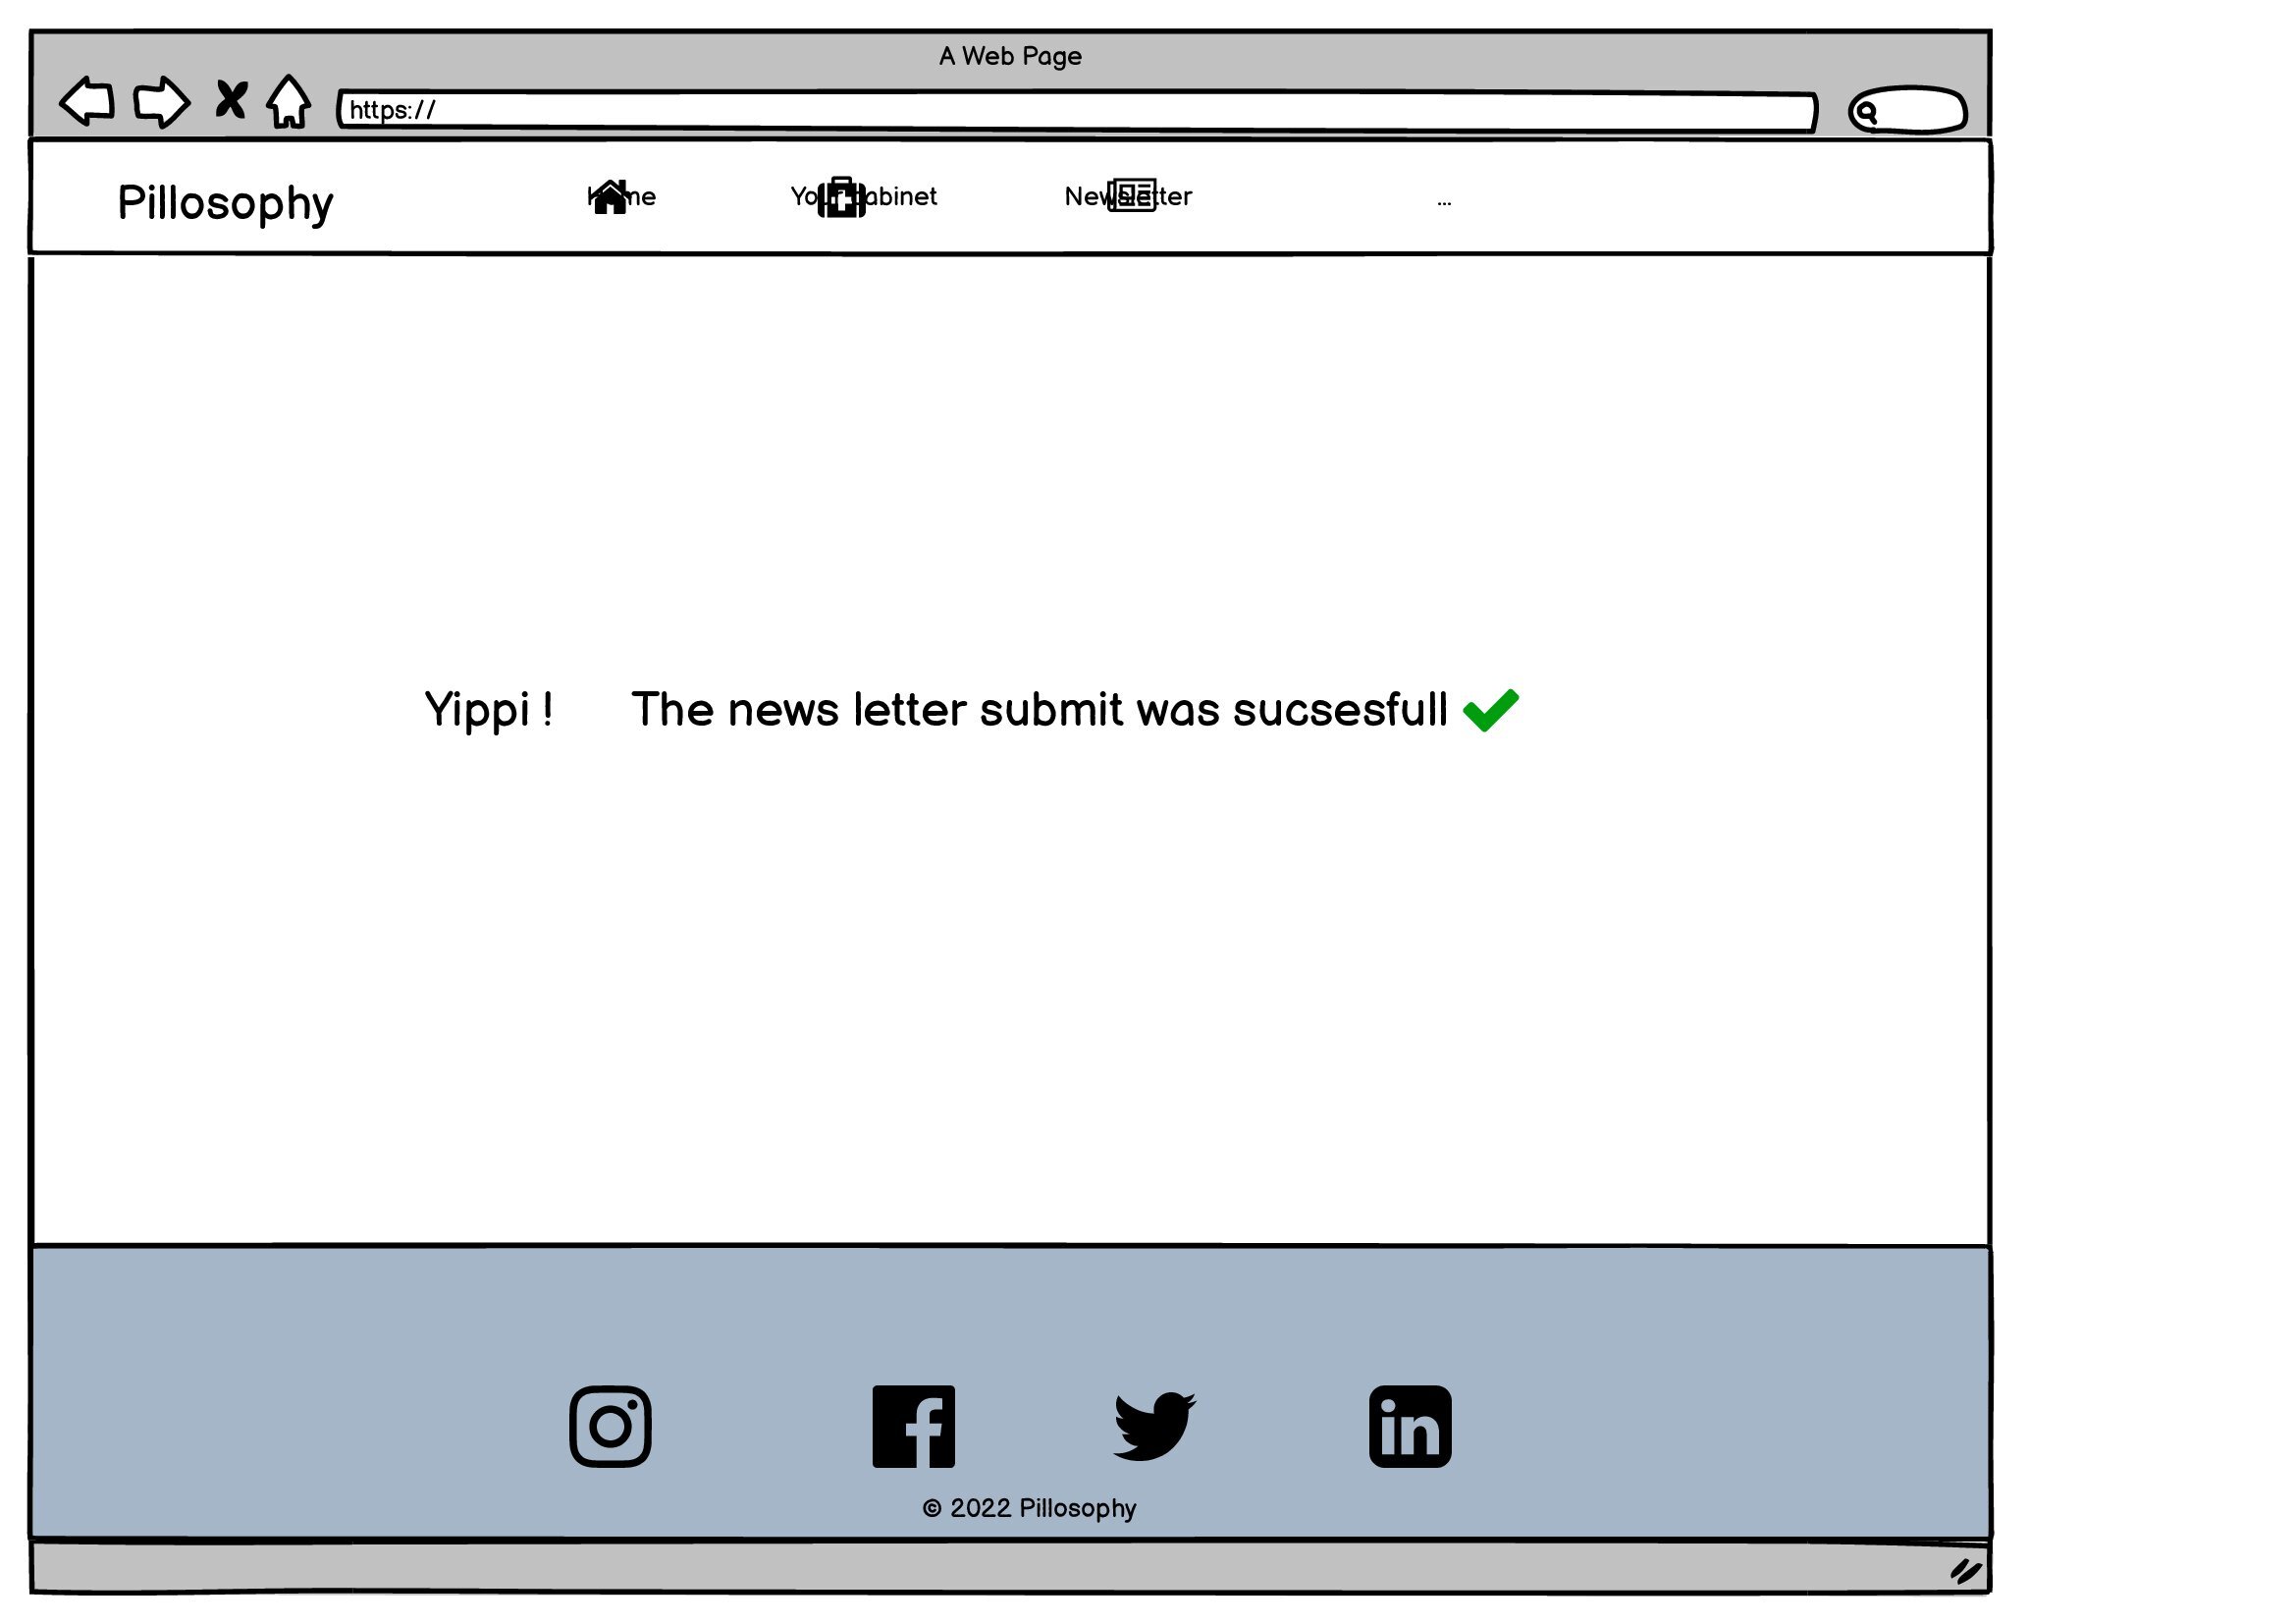 A Web Page
https://
Pillosophy
Home
Your Cabinet
Newsletter
...
Yippi ! The news letter submit was sucsesfull
© 2022 Pillosophy